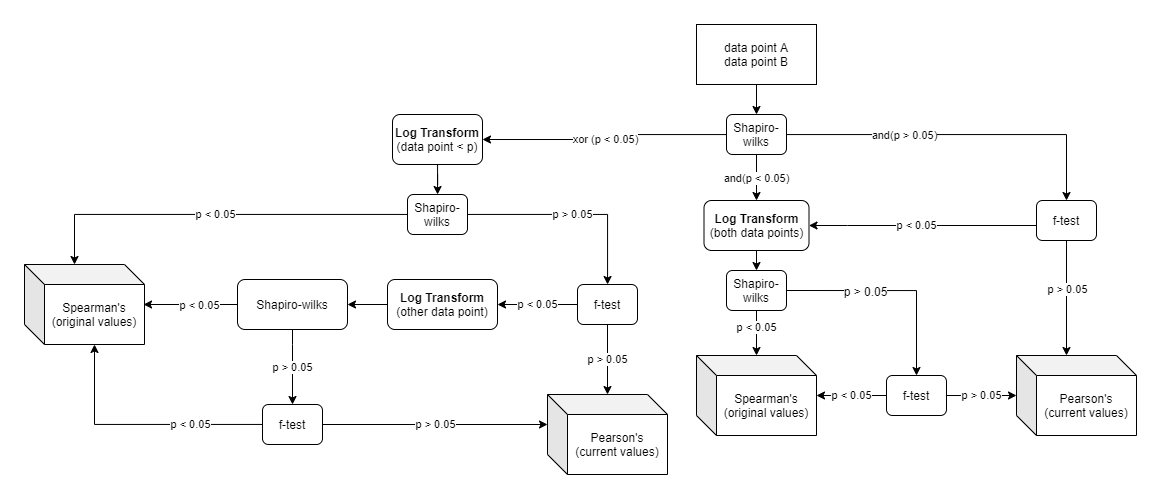 data point A
data point B
Shapiro-
wilks
xor (p < 0.05)
and(p > 0.05)
Log Transform
(data point < p)
and(p < 0.05)
Shapiro-
wilks
p < 0.05
p > 0.05
Log Transform
(both data points)
p < 0.05
f-test
Shapiro-
wilks
p > 0.05
p > 0.05
Spearman's
(original values)
p < 0.05
Shapiro-wilks
Log Transform
(other data point)
p < 0.05
f-test
p < 0.05
p > 0.05
p > 0.05
Spearman's
(original values)
p < 0.05
f-test
p > 0.05
Pearson's
(current values)
p < 0.05
f-test
p > 0.05
Pearson's
(current values)